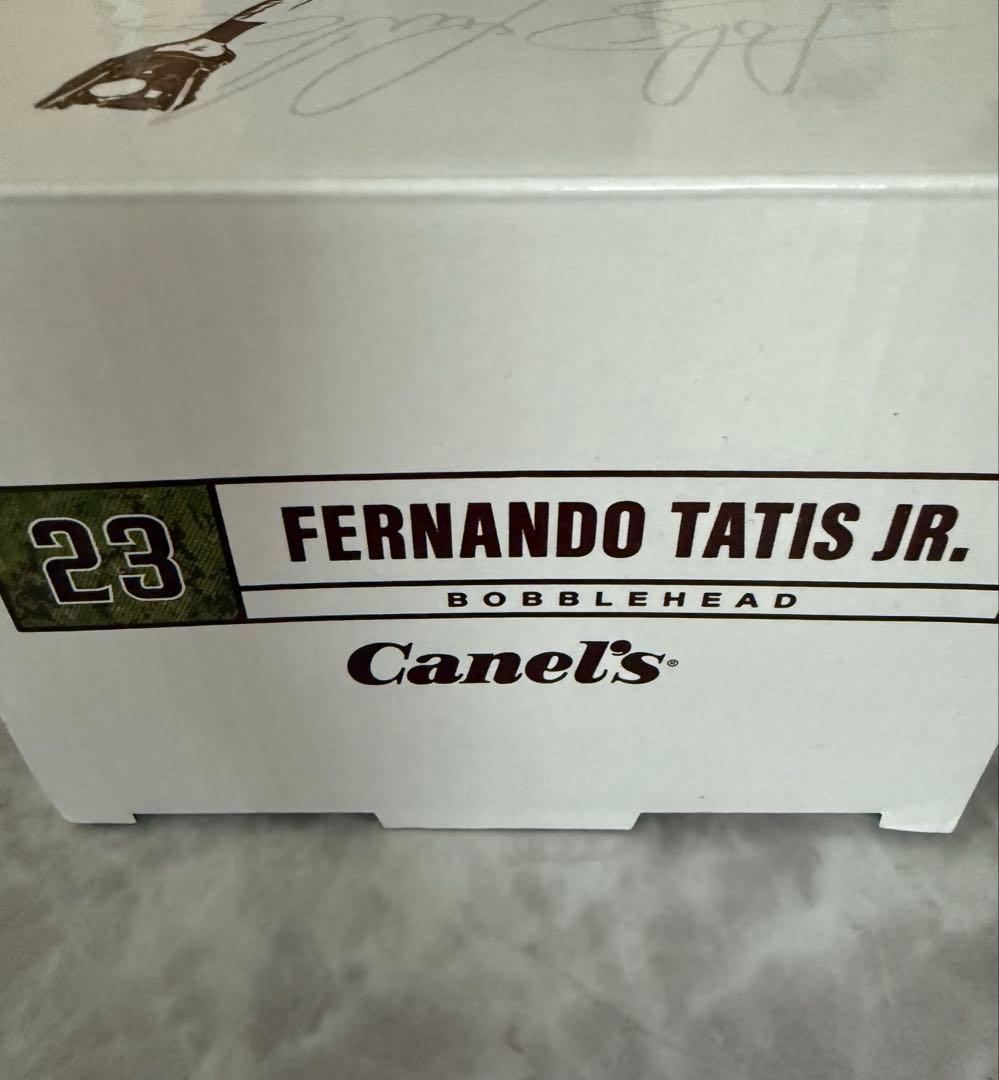 23
FERNANDO TATIS JR.
BOBBLEHEAD
Canel's®